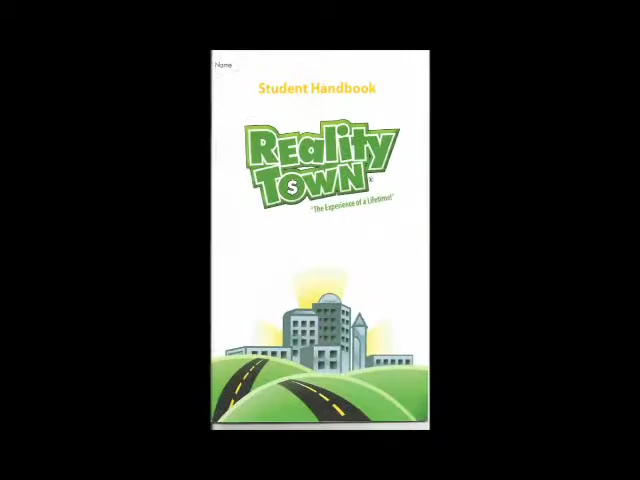 Name
Student Handbook
Reality
Town®
"The Experience of a Lifetime!"